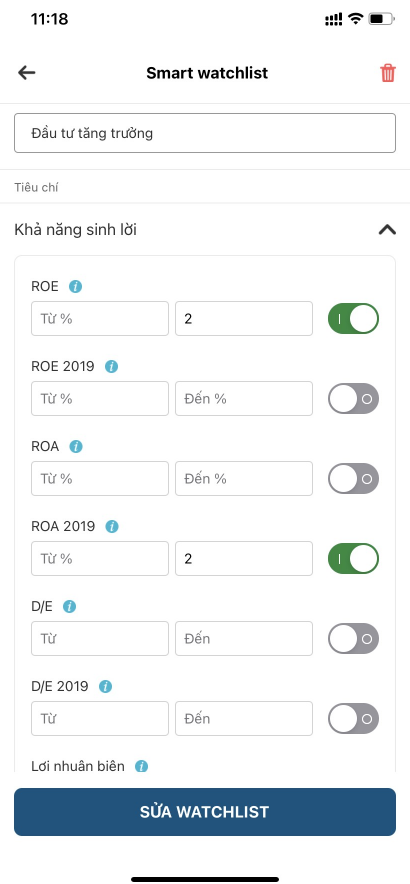 11:18
Smart watchlist
Đầu tư tăng trưởng
Tiêu chí
Khả năng sinh lời
ROE
Từ %
2
ROE 2019
Từ %
Đến %
ROA
Từ %
Đến %
ROA 2019
Từ %
2
D/E
Từ
Đến
D/E 2019
Từ
Đến
Lợi nhuận biên
SỬA WATCHLIST